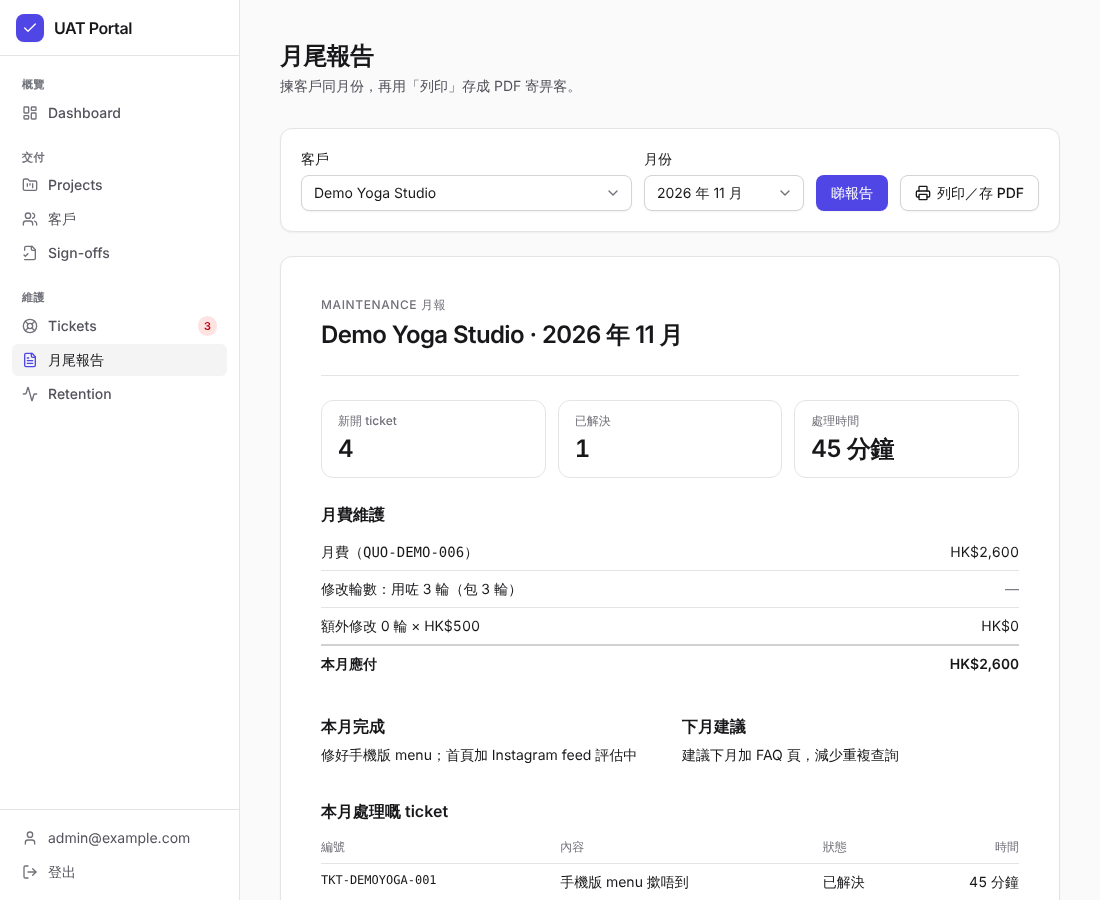 UAT Portal
概覽
Dashboard
交付
Projects
客戶
Sign-offs
維護
Tickets 3
月尾報告
Retention
admin@example.com
登出
月尾報告
揀客戶同月份，再用「列印」存成 PDF 寄畀客。
客戶 月份
Demo Yoga Studio 2026 年 11 月 睇報告 列印／存 PDF
MAINTENANCE 月報
Demo Yoga Studio · 2026 年 11 月
新開 ticket 已解決 處理時間
4 1 45 分鐘
月費維護
月費（QUO-DEMO-006） HK$2,600
修改輪數：用咗 3 輪（包 3 輪） —
額外修改 0 輪 × HK$500 HK$0
本月應付 HK$2,600
本月完成 下月建議
修好手機版 menu；首頁加 Instagram feed 評估中 建議下月加 FAQ 頁，減少重複查詢
本月處理嘅 ticket
編號 內容 狀態 時間
TKT-DEMOYOGA-001 手機版 menu 撳唔到 已解決 45 分鐘